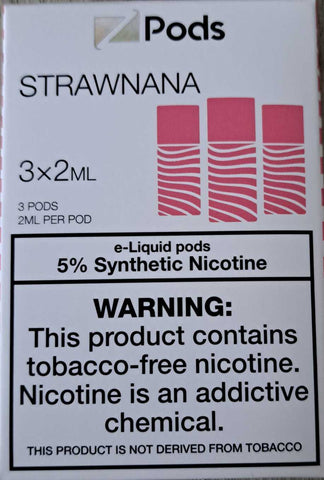 Z Pods
STRAWNANA
3×2ML
3 PODS
2ML PER POD
e-Liquid pods
5% Synthetic Nicotine
WARNING:
This product contains
tobacco-free nicotine.
Nicotine is an addictive
chemical.
THIS PRODUCT IS NOT DERIVED FROM TOBACCO